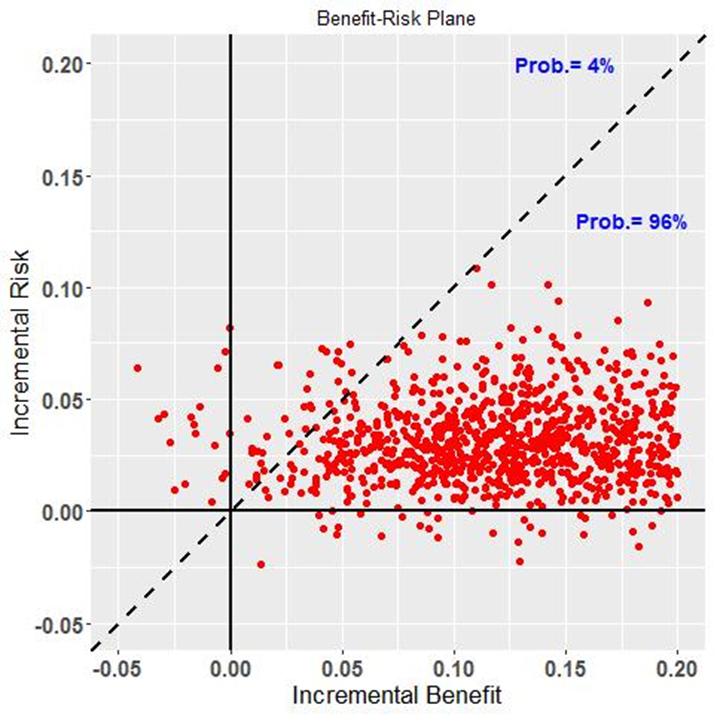 Benefit-Risk Plane
Prob.= 4%
Prob.= 96%
0.20
0.15
0.10
0.05
0.00
-0.05
Incremental Risk
-0.05 0.00 0.05 0.10 0.15 0.20
Incremental Benefit